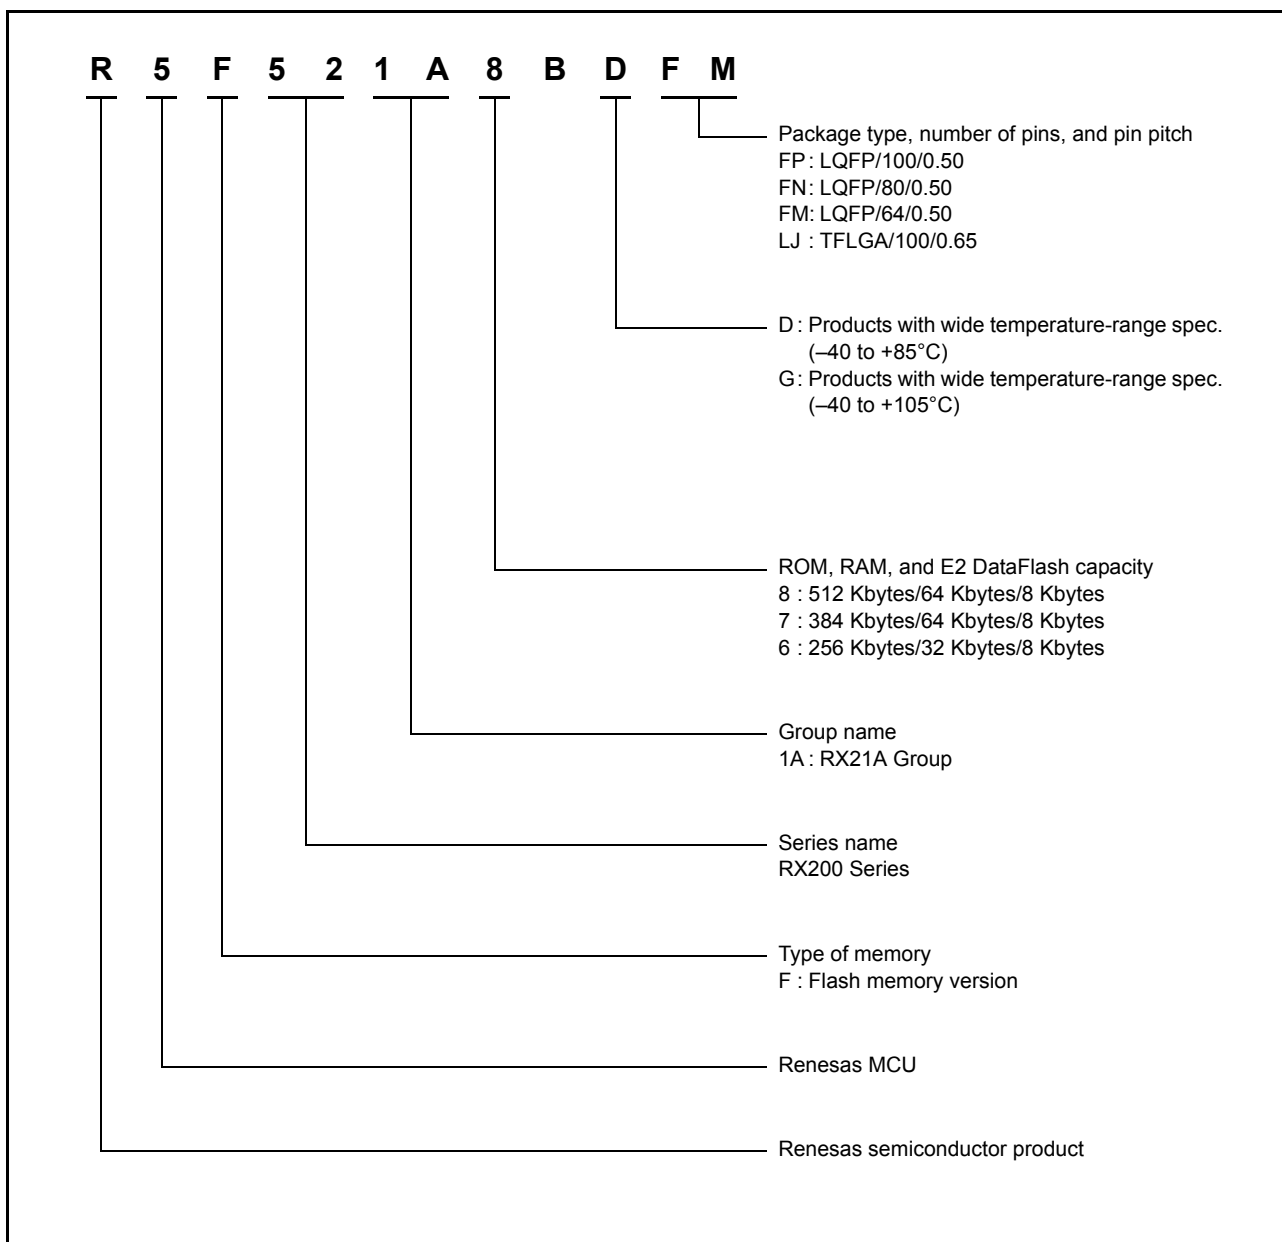 R 5 F 5 2 1 A 8 B D F M
Package type, number of pins, and pin pitch
FP : LQFP/100/0.50
FN : LQFP/80/0.50
FM: LQFP/64/0.50
LJ : TFLGA/100/0.65
D : Products with wide temperature-range spec.
(–40 to +85°C)
G : Products with wide temperature-range spec.
(–40 to +105°C)
ROM, RAM, and E2 DataFlash capacity
8 : 512 Kbytes/64 Kbytes/8 Kbytes
7 : 384 Kbytes/64 Kbytes/8 Kbytes
6 : 256 Kbytes/32 Kbytes/8 Kbytes
Group name
1A : RX21A Group
Series name
RX200 Series
Type of memory
F : Flash memory version
Renesas MCU
Renesas semiconductor product